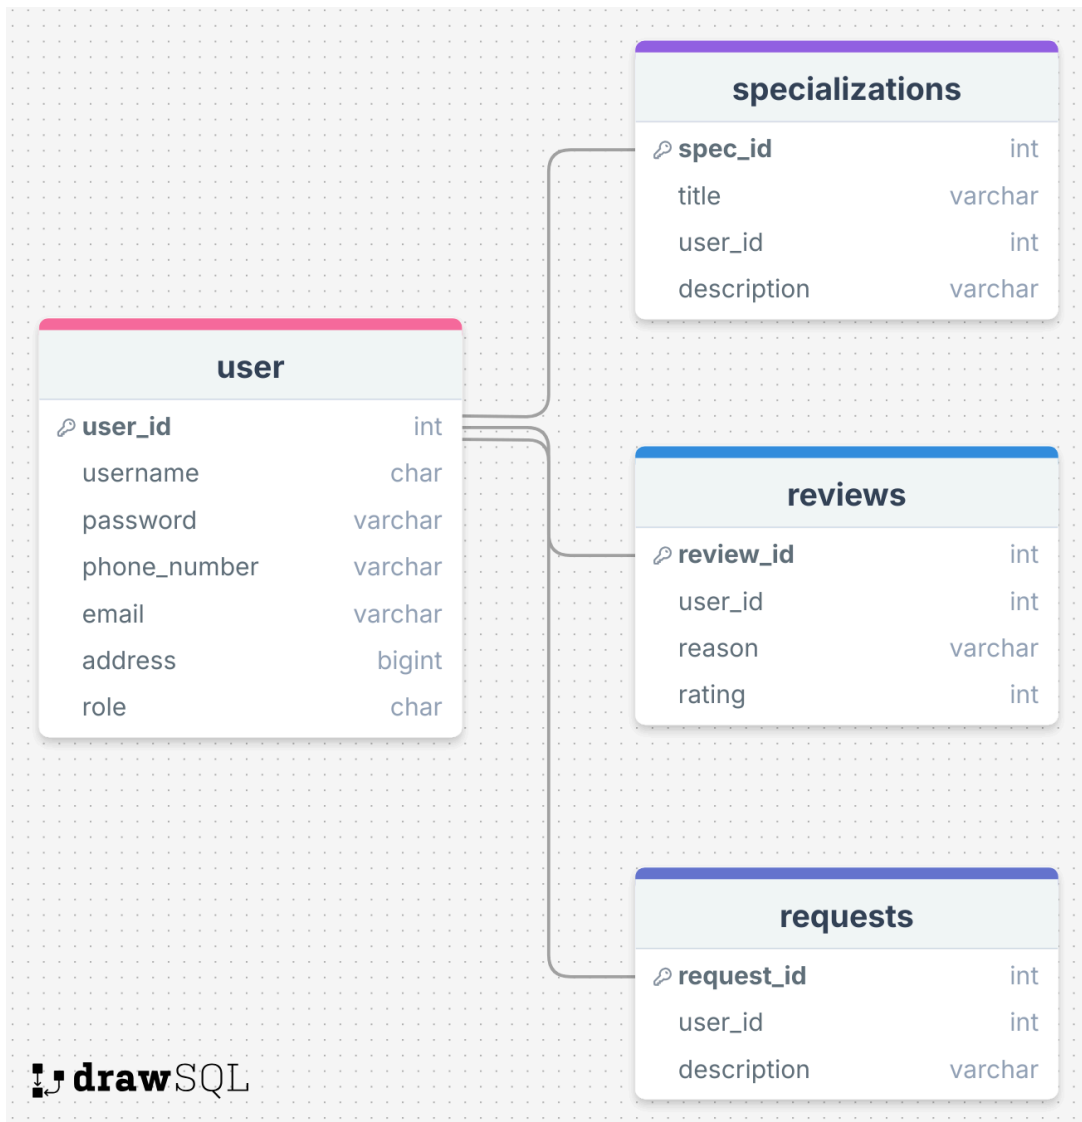 specializations
spec_id int
title varchar
user_id int
description varchar
user
user_id int
username char
password varchar
phone_number varchar
email varchar
address bigint
role char
reviews
review_id int
user_id int
reason varchar
rating int
requests
request_id int
user_id int
description varchar
drawSQL